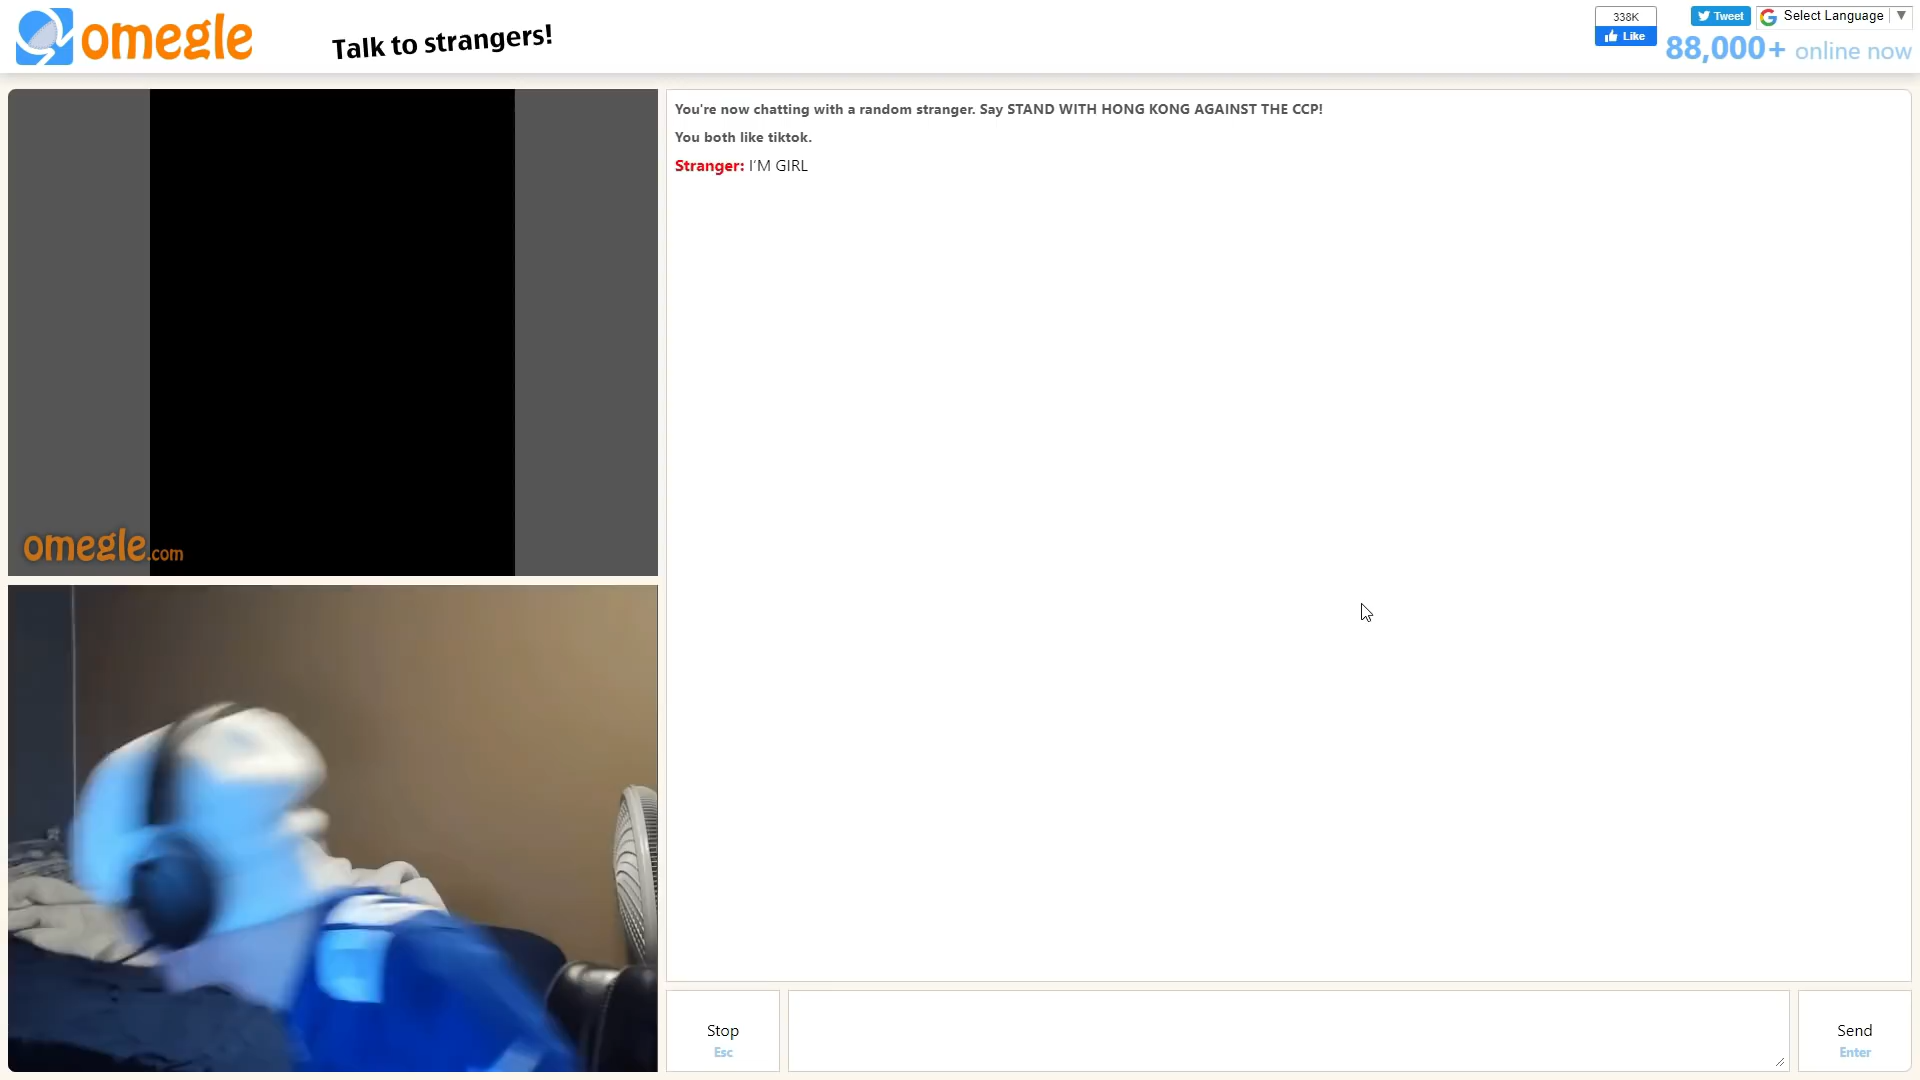 omegle
Talk to strangers!
338K
Like
Tweet
Select Language
88,000+ online now
You're now chatting with a random stranger. Say STAND WITH HONG KONG AGAINST THE CCP!
You both like tiktok.
Stranger: I'M GIRL
omegle.com
Stop
Esc
Send
Enter